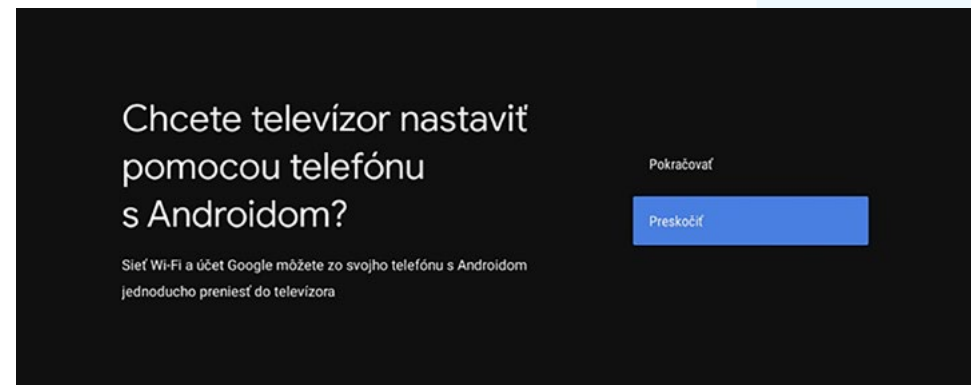 Chcete televízor nastaviť
pomocou telefónu
s Androidom?
Sieť Wi-Fi a účet Google môžete zo svojho telefónu s Androidom
jednoducho preniesť do televízora
Pokračovať
Preskočiť